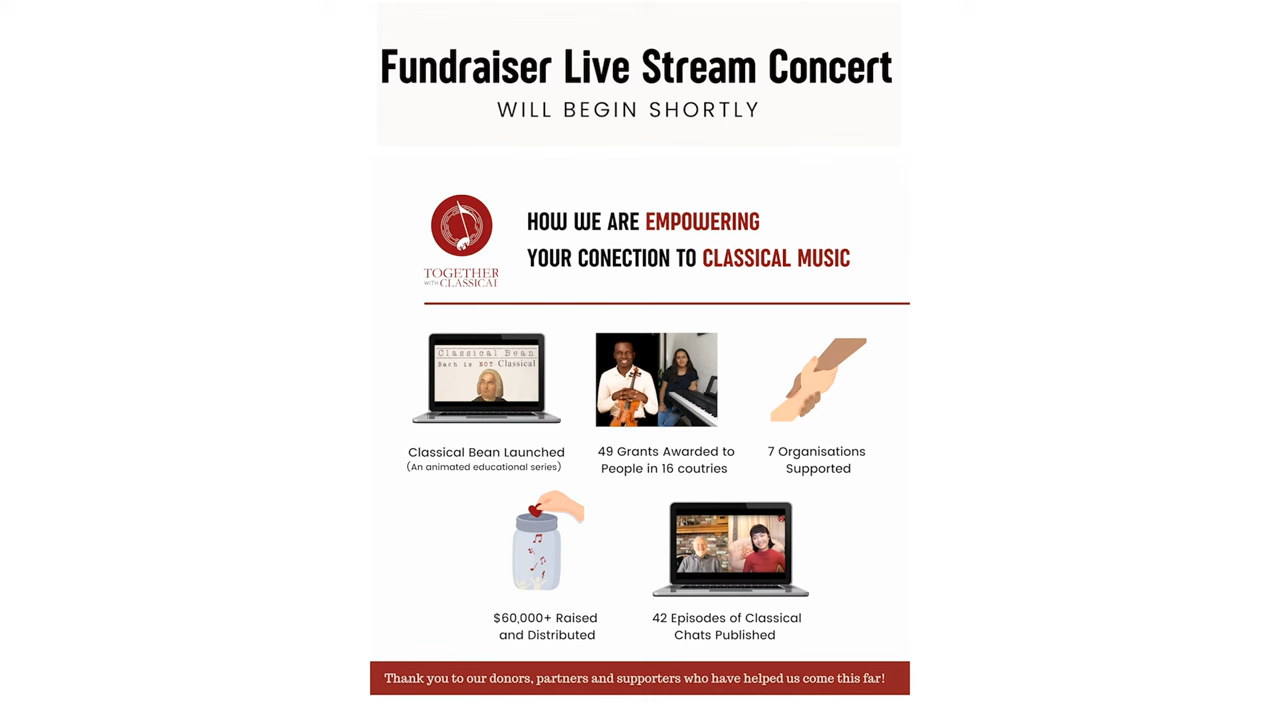 Fundraiser Live Stream Concert
WILL BEGIN SHORTLY
HOW WE ARE EMPOWERING
YOUR CONECTION TO CLASSICAL MUSIC
TOGETHER
WITH CLASSICAL
Classical Bean
Bach is NOT Classical
Classical Bean Launched
(An animated educational series)
49 Grants Awarded to
People in 16 coutries
7 Organisations
Supported
$60,000+ Raised
and Distributed
42 Episodes of Classical
Chats Published
Thank you to our donors, partners and supporters who have helped us come this far!